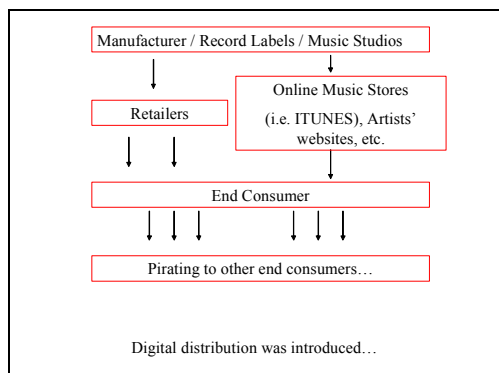 Manufacturer / Record Labels / Music Studios
Retailers
Online Music Stores
(i.e. ITUNES), Artists'
websites, etc.
End Consumer
Pirating to other end consumers…
Digital distribution was introduced…